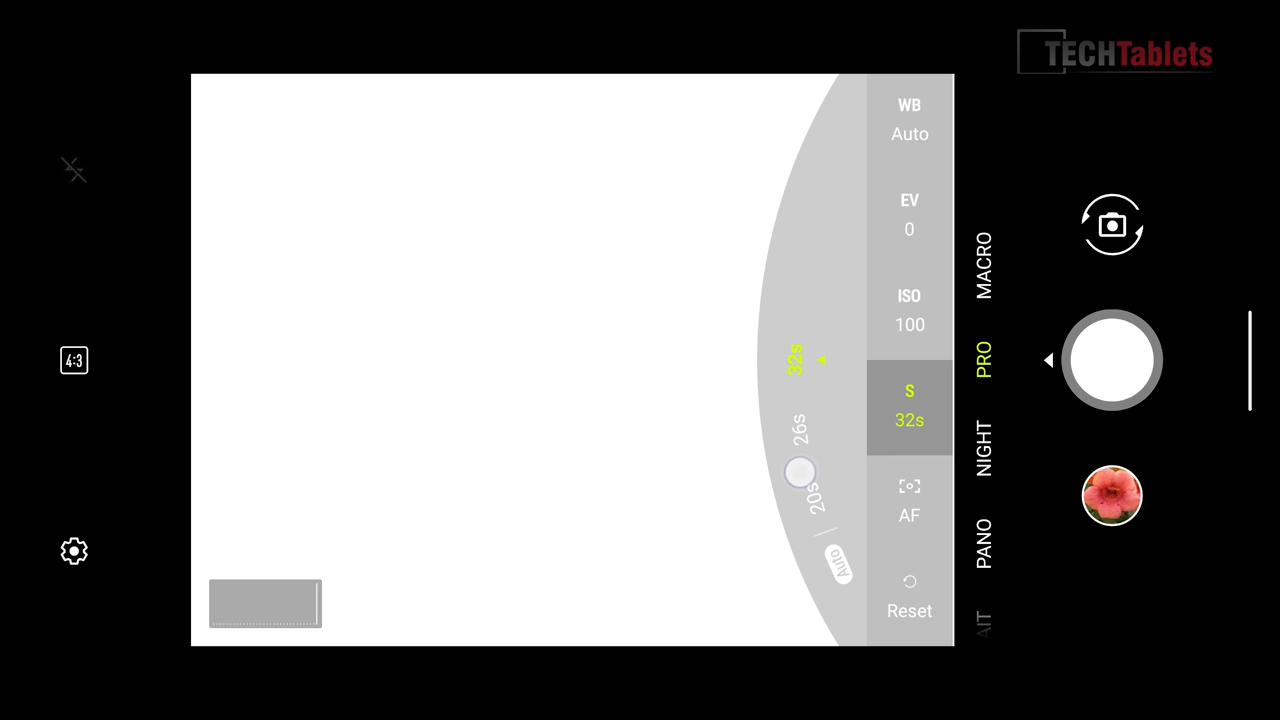 TECHTablets
WB
Auto
EV
0
ISO
100
S
32s
AF
Reset
32s
26s
20s
Auto
4:3
MACRO
PRO
NIGHT
PANO
AIT